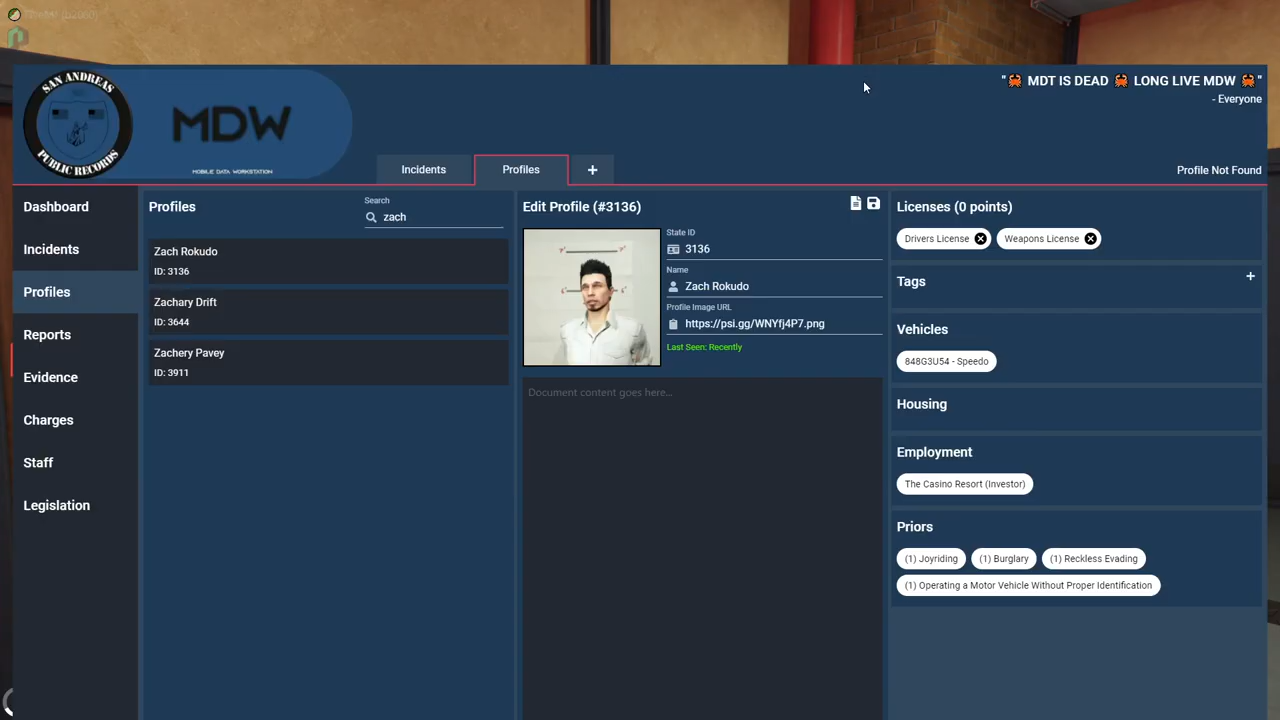 SAN ANDREAS
PUBLIC RECORDS
MDW
MOBILE DATA WORKSTATION
"🦀 MDT IS DEAD 🦀 LONG LIVE MDW 🦀"
- Everyone
Incidents
Profiles
+
Profile Not Found
Dashboard
Incidents
Profiles
Reports
Evidence
Charges
Staff
Legislation
Profiles
Search
zach
Zach Rokudo
ID: 3136
Zachary Drift
ID: 3644
Zachery Pavey
ID: 3911
Edit Profile (#3136)
State ID
3136
Name
Zach Rokudo
Profile Image URL
https://psi.gg/WNYfj4P7.png
Last Seen: Recently
Document content goes here...
Licenses (0 points)
Drivers License
Weapons License
Tags
+
Vehicles
848G3U54 - Speedo
Housing
Employment
The Casino Resort (Investor)
Priors
(1) Joyriding
(1) Burglary
(1) Reckless Evading
(1) Operating a Motor Vehicle Without Proper Identification